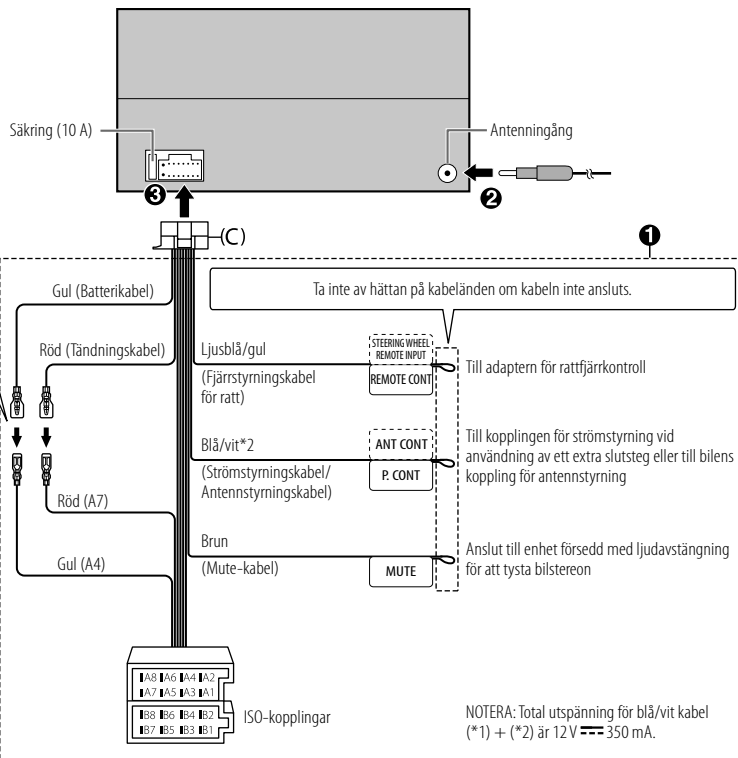 Säkring (10 A)
Antenningång
❸
❷
(C)
❶
Gul (Batterikabel)
Ta inte av hättan på kabeländen om kabeln inte ansluts.
Röd (Tändningskabel)
Ljusblå/gul
(Fjärrstyrningskabel
för ratt)
STEERING WHEEL
REMOTE INPUT
REMOTE CONT
Till adaptern för rattfjärrkontroll
Blå/vit*2
(Strömstyrningskabel/
Antennstyrningskabel)
ANT CONT
P. CONT
Till kopplingen för strömstyrning vid
användning av ett extra slutsteg eller till bilens
koppling för antennstyrning
Röd (A7)
Brun
(Mute-kabel)
MUTE
Anslut till enhet försedd med ljudavstängning
för att tysta bilstereon
Gul (A4)
A8 A6 A4 A2
A7 A5 A3 A1
B8 B6 B4 B2
B7 B5 B3 B1
ISO-kopplingar
NOTERA: Total utspänning för blå/vit kabel
(*1) + (*2) är 12 V ⎓ 350 mA.